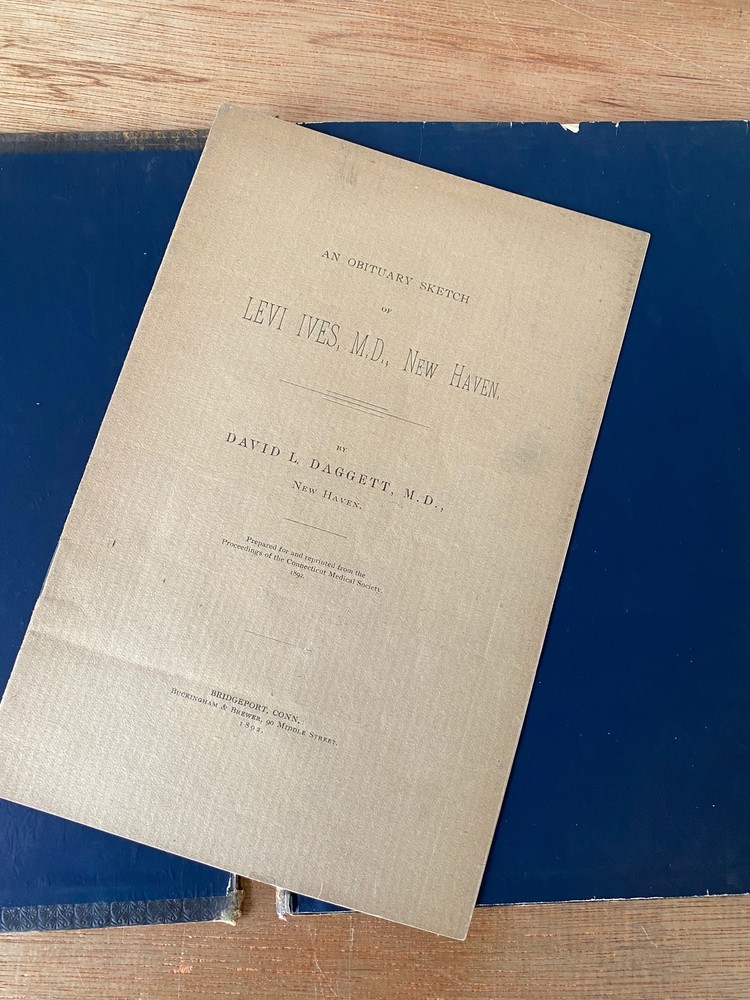 AN OBITUARY SKETCH
OF
LEVI IVES, M.D., NEW HAVEN.
BY
DAVID L. DAGGETT, M.D.,
NEW HAVEN.
Prepared for and reprinted from the
Proceedings of the Connecticut Medical Society.
1892.
BRIDGEPORT, CONN.
BUCKINGHAM & BREWER, 90 MIDDLE STREET.
1892.